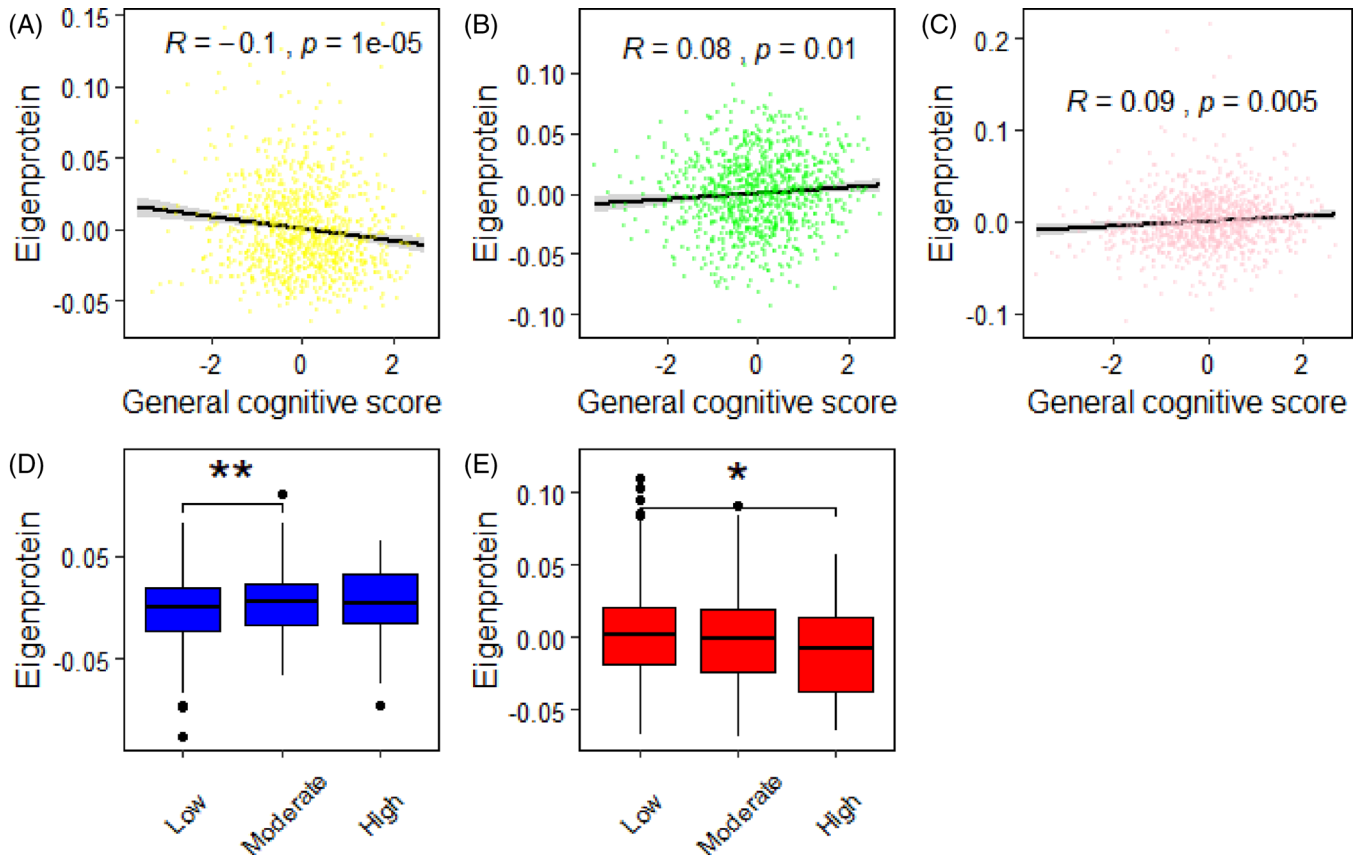 (A)
R = −0.1 , p = 1e-05
Eigenprotein
0.15
0.10
0.05
0.00
-0.05
-2 0 2
General cognitive score
(B)
R = 0.08 , p = 0.01
Eigenprotein
0.10
0.05
0.00
-0.05
-0.10
-2 0 2
General cognitive score
(C)
R = 0.09 , p = 0.005
Eigenprotein
0.2
0.1
0.0
-0.1
-2 0 2
General cognitive score
(D)
**
Eigenprotein
0.05
-0.05
Low
Moderate
High
(E)
*
Eigenprotein
0.10
0.05
0.00
-0.05
Low
Moderate
High